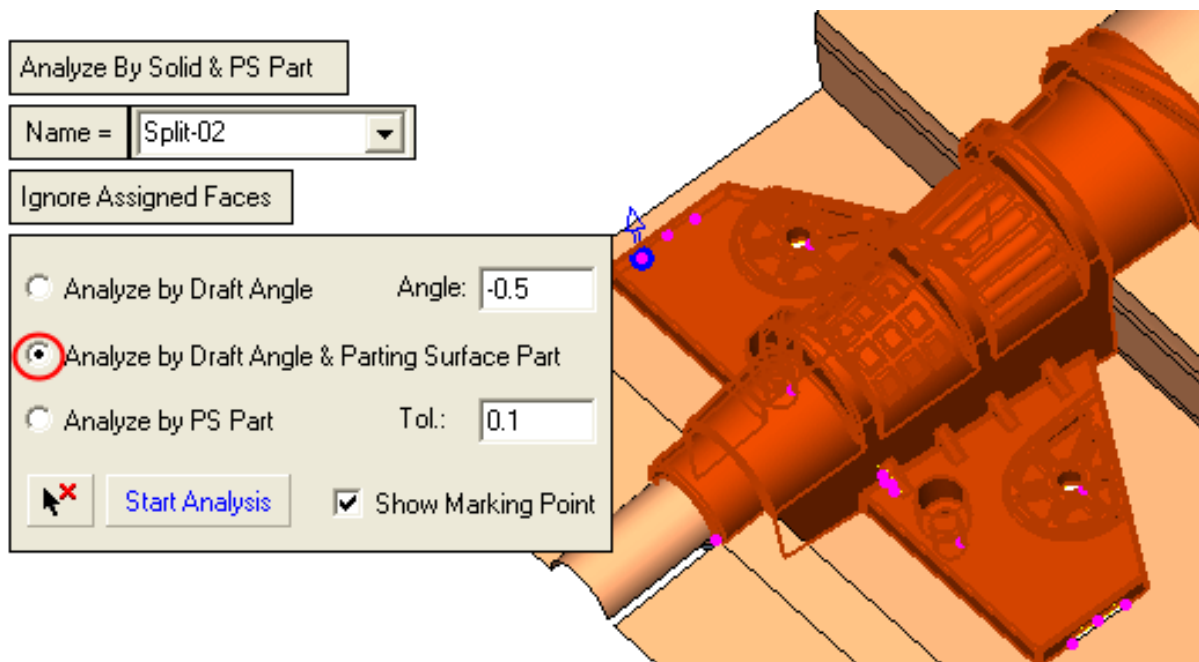 Analyze By Solid & PS Part
Name = Split-02
Ignore Assigned Faces
Analyze by Draft Angle Angle: -0.5
Analyze by Draft Angle & Parting Surface Part
Analyze by PS Part Tol.: 0.1
Start Analysis Show Marking Point